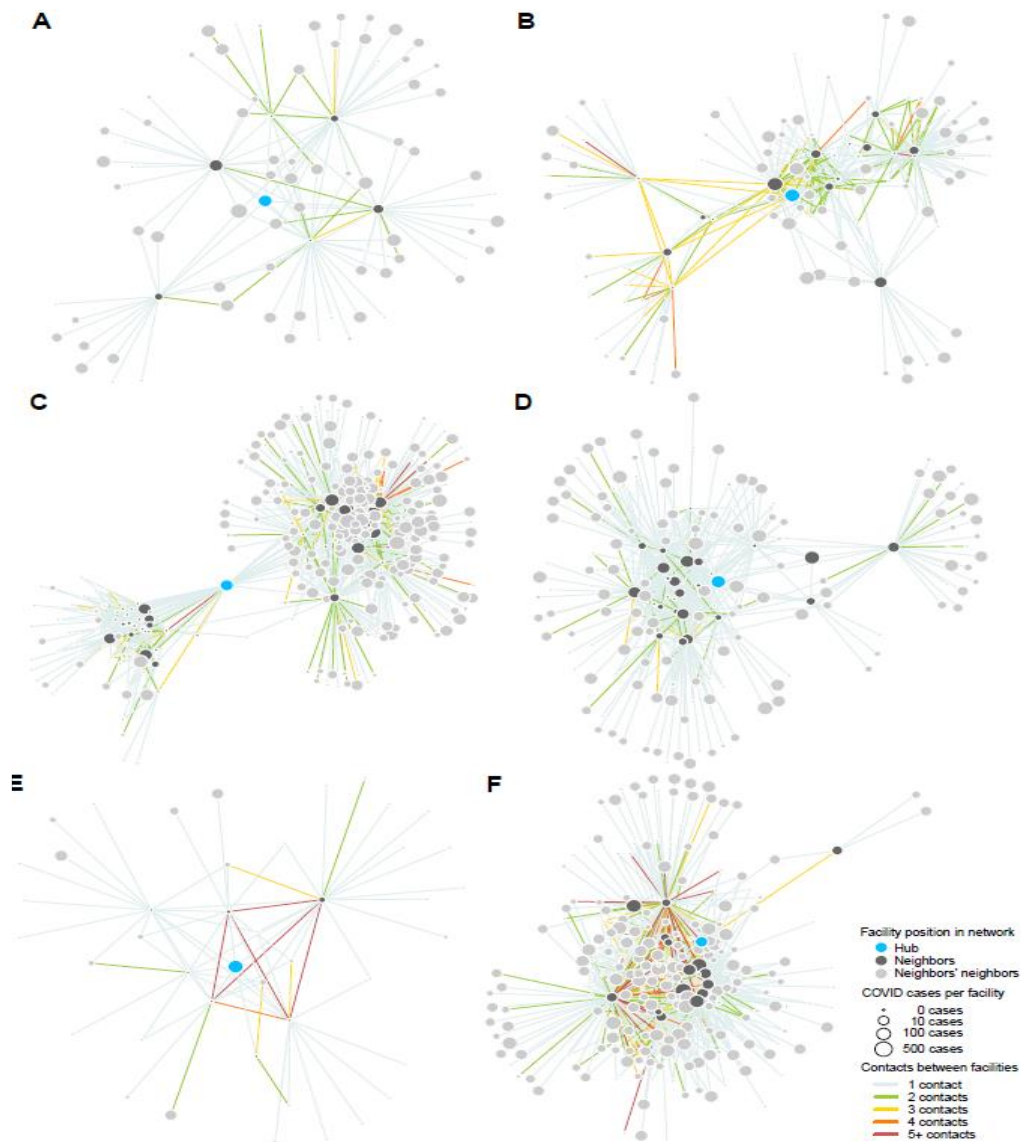 A
B
C
D
E
F
Facility position in network
Hub
Neighbors
Neighbors' neighbors
COVID cases per facility
0 cases
10 cases
100 cases
500 cases
Contacts between facilities
1 contact
2 contacts
3 contacts
4 contacts
5+ contacts